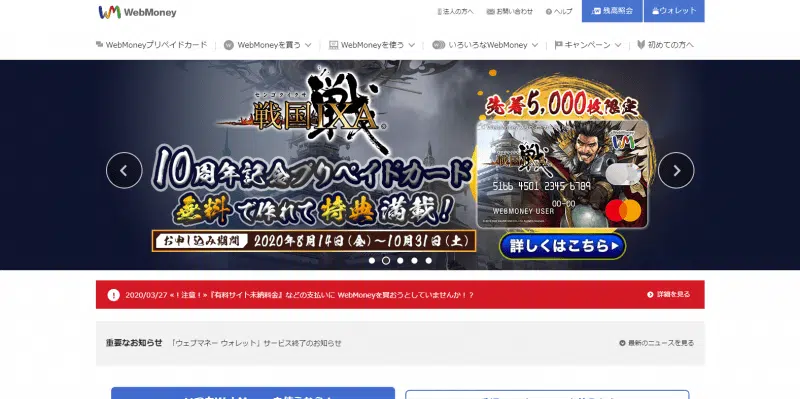 WebMoney
法人の方へ お問い合わせ ヘルプ 残高照会 ウォレット
WebMoneyプリペイドカード WebMoneyを買う WebMoneyを使う いろいろなWebMoney キャンペーン 初めての方へ
センゴクイクサ
戦国IXA
戦
先着5,000枚限定
10周年記念プリペイドカード
無料で作れて特典満載!
お申し込み期間 2020年8月14日(金)~10月31日(土)
戦国
戦
5166 4501 2345 6789
00-00
WEBMONEY USER
詳しくはこちら
2020/03/27 «！注意！»『有料サイト未納料金』などの支払いに WebMoneyを買おうとしていませんか！？ 詳細を見る
重要なお知らせ 「ウェブマネー ウォレット」サービス終了のお知らせ 最新のニュースを見る